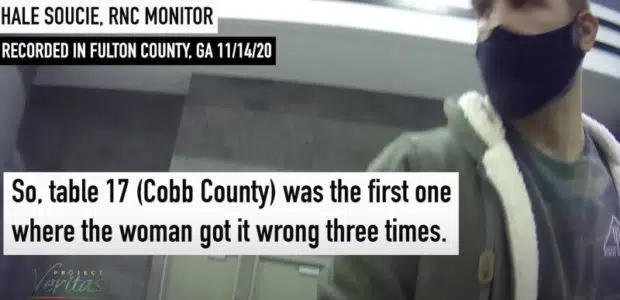 HALE SOUCIE, RNC MONITOR
RECORDED IN FULTON COUNTY, GA 11/14/20
So, table 17 (Cobb County) was the first one
where the woman got it wrong three times.
PROJECT
Veritas